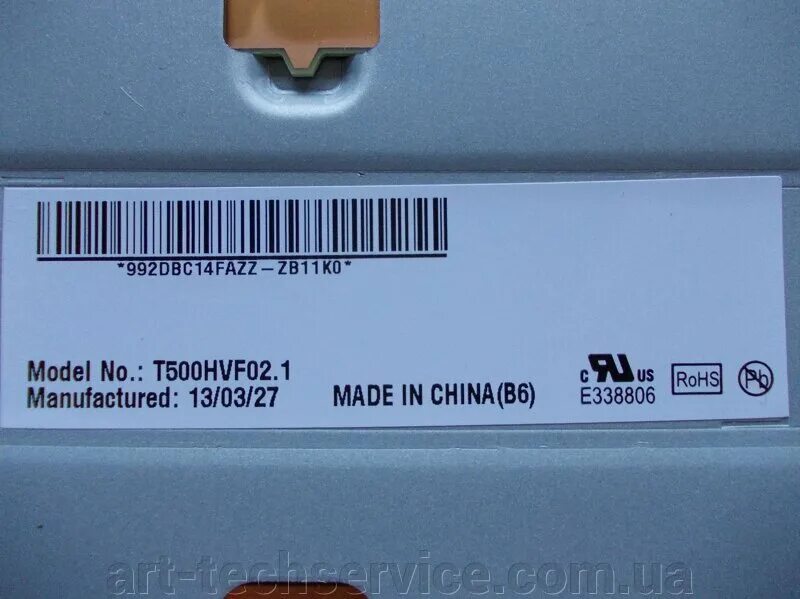 *992DBC14FAZZ-ZB11K0*
Model No.: T500HVF02.1
Manufactured: 13/03/27
MADE IN CHINA(B6)
c RU US
E338806
RoHS
Pb
art-techservice.com.ua